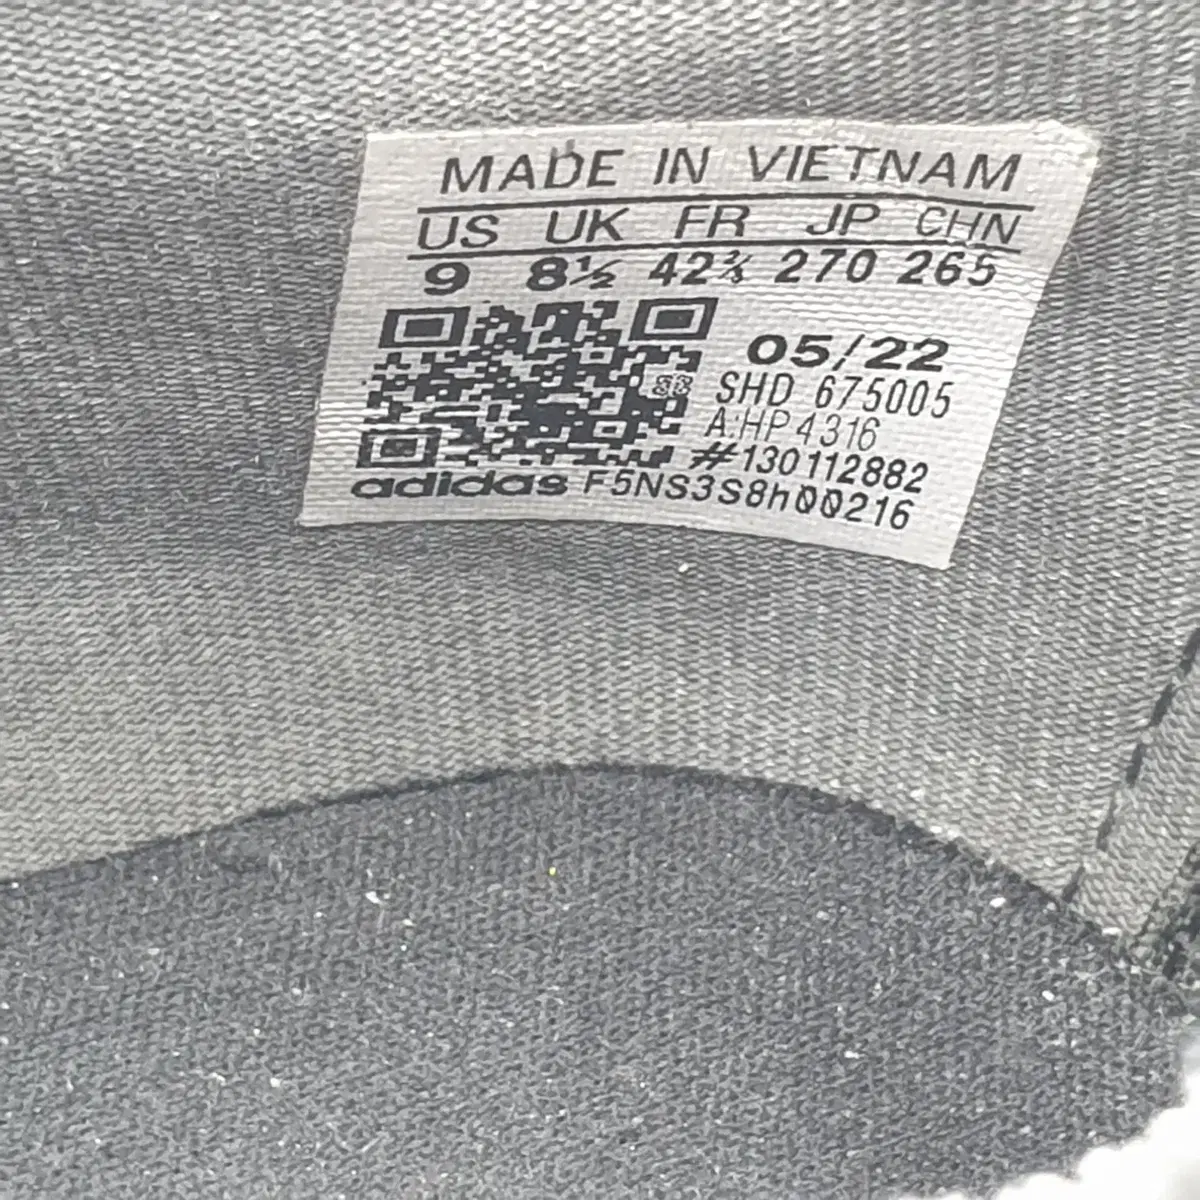 MADE IN VIETNAM
US UK FR JP CHN
9 8½ 42⅔ 270 265
05/22
SHD 675005
A:HP4316
#130112882
adidas F5NS3S8h00216